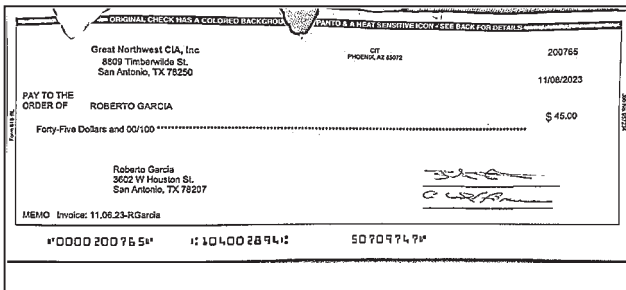 ORIGINAL CHECK HAS A COLORED BACKGROU PANTO & A HEAT SENSITIVE ICON - SEE BACK FOR DETAILS
Great Northwest CIA, Inc
8809 Timberwilde St.
San Antonio, TX 78250
CIT
PHOENIX, AZ 85072
200765
11/08/2023
PAY TO THE
ORDER OF ROBERTO GARCIA
$ 45.00
Forty-Five Dollars and 00/100
Roberto Garcia
3602 W Houston St.
San Antonio, TX 78207
MEMO Invoice: 11.06.23-RGarcia
⑈0000200765⑈ ⑆104002894⑆ 50709747⑈